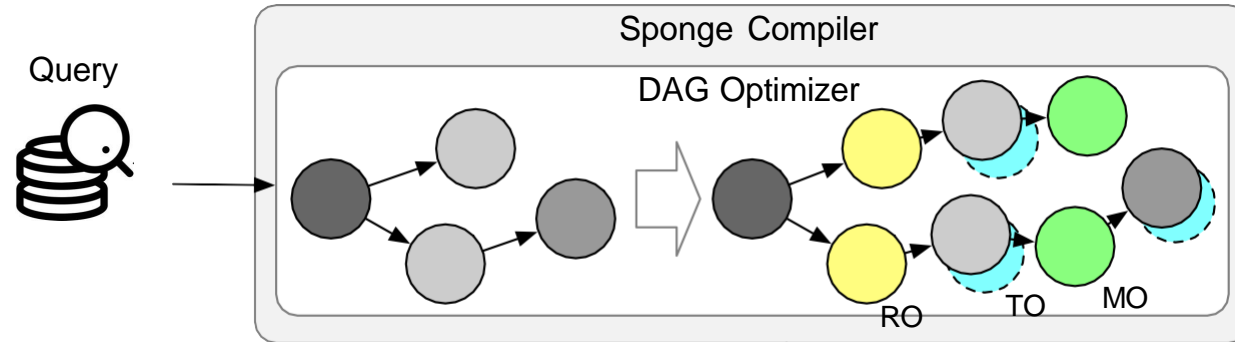 Sponge Compiler
Query
DAG Optimizer
RO
TO
MO